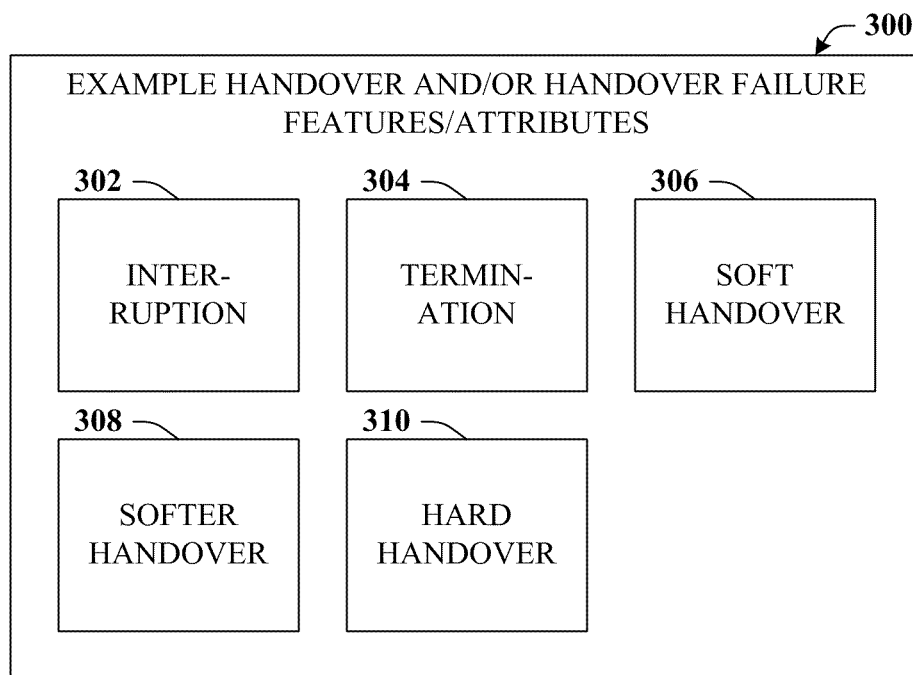 300
EXAMPLE HANDOVER AND/OR HANDOVER FAILURE
FEATURES/ATTRIBUTES
302
304
306
INTER-
RUPTION
TERMIN-
ATION
SOFT
HANDOVER
308
310
SOFTER
HANDOVER
HARD
HANDOVER